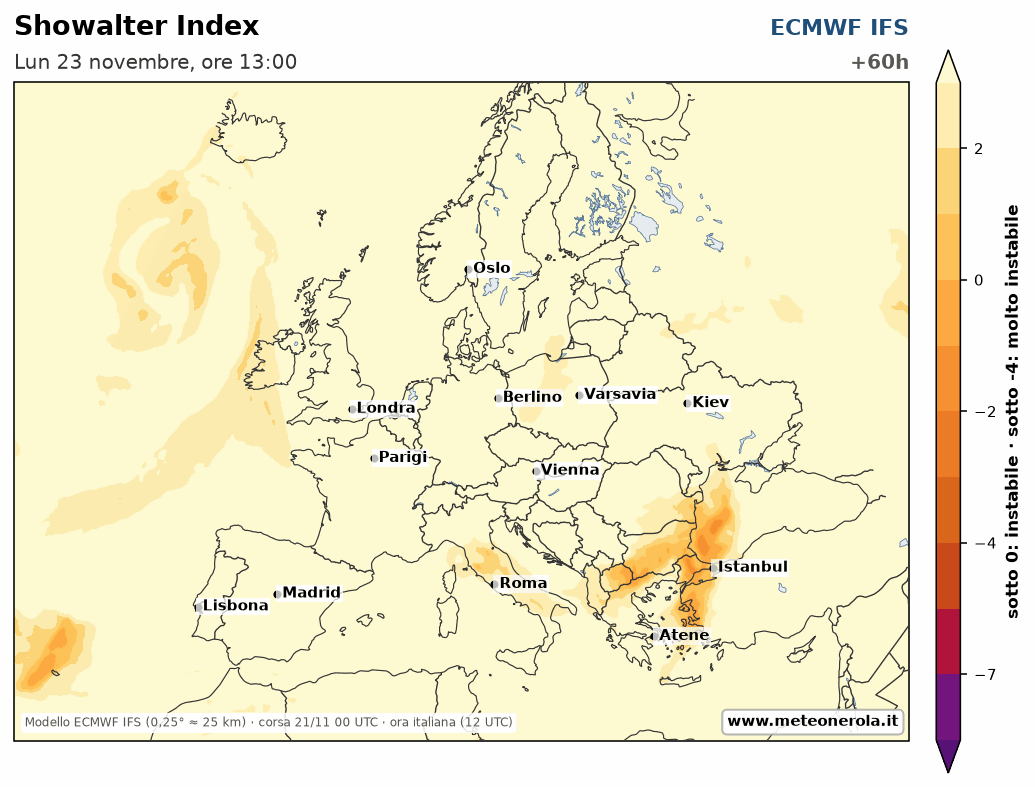 Showalter Index
ECMWF IFS
Lun 23 novembre, ore 13:00
+60h
Oslo
Londra
Berlino
Varsavia
Kiev
Parigi
Vienna
Istanbul
Roma
Madrid
Lisbona
Atene
2
0
−2
−4
−7
sotto 0: instabile · sotto -4: molto instabile
Modello ECMWF IFS (0,25° ≈ 25 km) · corsa 21/11 00 UTC · ora italiana (12 UTC)
www.meteonerola.it